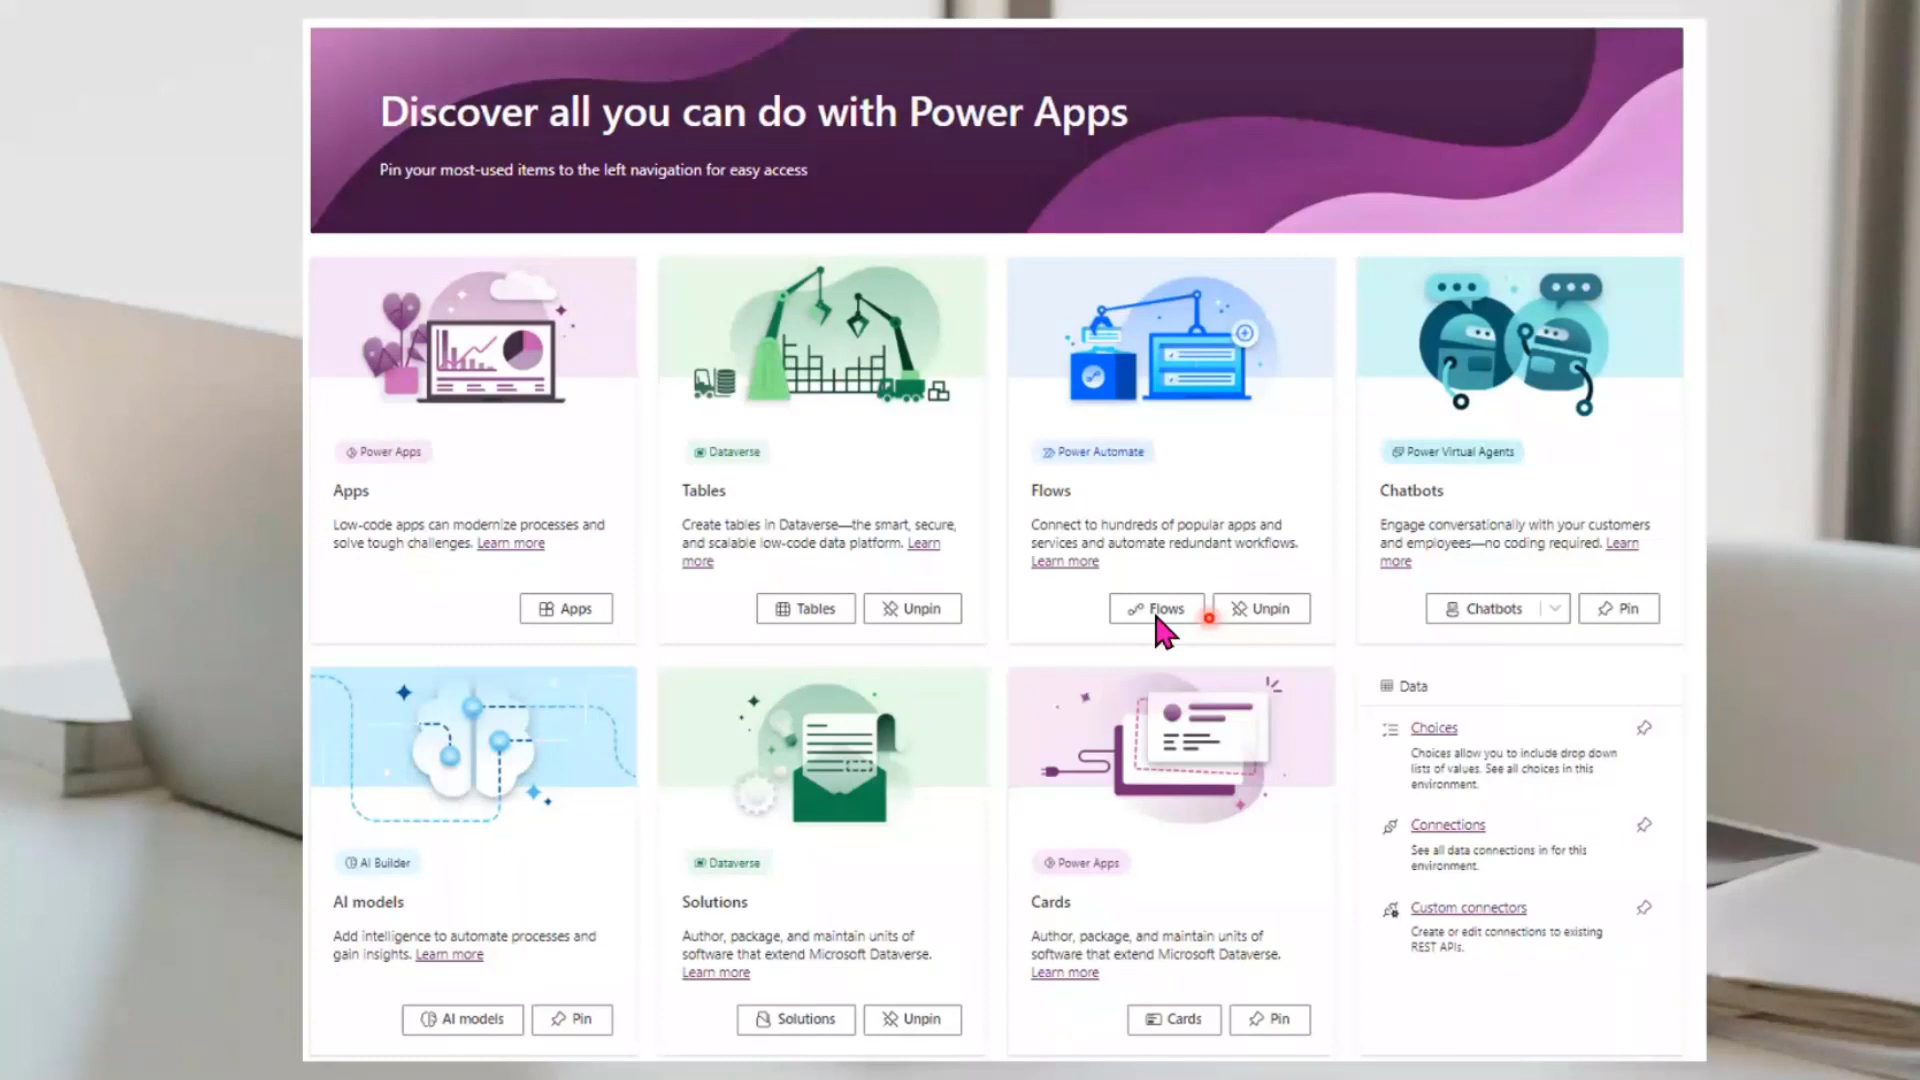 Discover all you can do with Power Apps
Pin your most-used items to the left navigation for easy access
Power Apps
Apps
Low-code apps can modernize processes and
solve tough challenges. Learn more
Apps
Dataverse
Tables
Create tables in Dataverse—the smart, secure,
and scalable low-code data platform. Learn
more
Tables
Unpin
Power Automate
Flows
Connect to hundreds of popular apps and
services and automate redundant workflows.
Learn more
Flows
Unpin
Power Virtual Agents
Chatbots
Engage conversationally with your customers
and employees—no coding required. Learn
more
Chatbots
Pin
AI Builder
AI models
Add intelligence to automate processes and
gain insights. Learn more
AI models
Pin
Dataverse
Solutions
Author, package, and maintain units of
software that extend Microsoft Dataverse.
Learn more
Solutions
Unpin
Power Apps
Cards
Author, package, and maintain units of
software that extend Microsoft Dataverse.
Learn more
Cards
Pin
Data
Choices
Choices allow you to include drop down
lists of values. See all choices in this
environment.
Connections
See all data connections in for this
environment.
Custom connectors
Create or edit connections to existing
REST APIs.